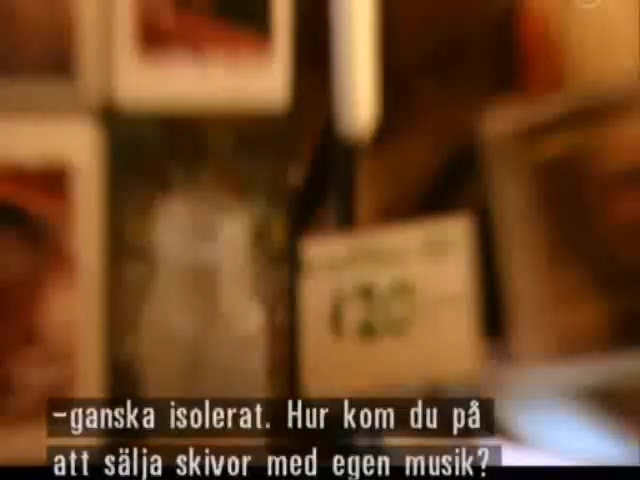 -ganska isolerat. Hur kom du på
att sälja skivor med egen musik?